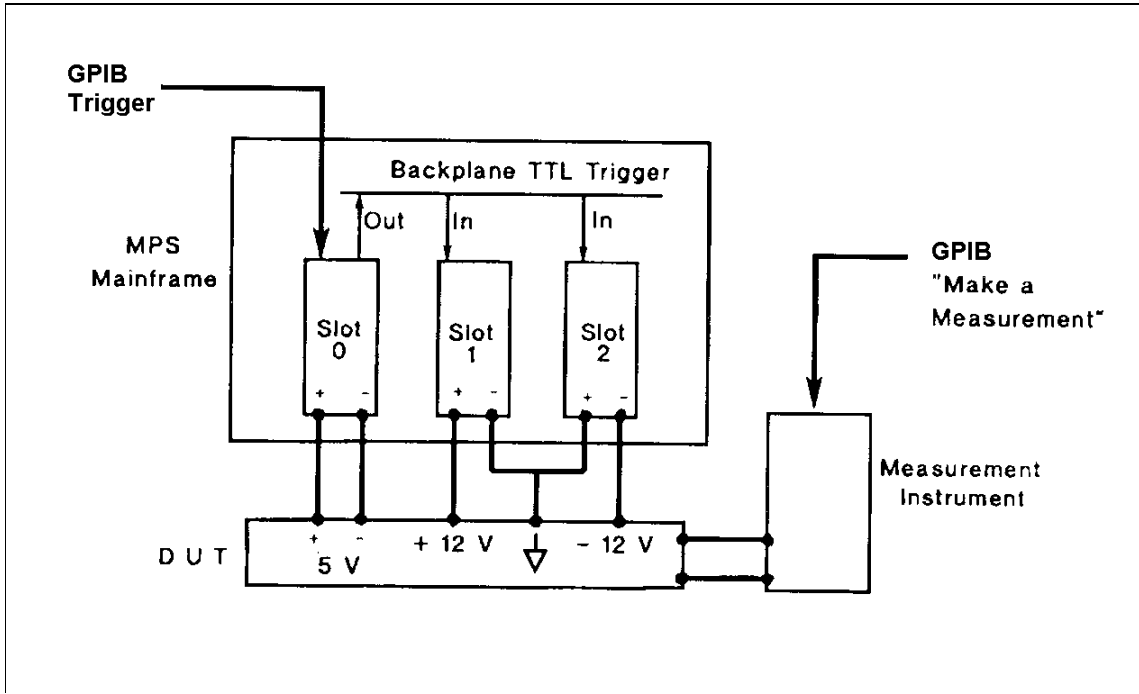 GPIB
Trigger
Backplane TTL Trigger
Out
In
In
MPS
Mainframe
Slot
0
Slot
1
Slot
2
+ -
+ -
+ -
GPIB
"Make a
Measurement"
Measurement
Instrument
DUT
+ -
5 V
+ 12 V
- 12 V